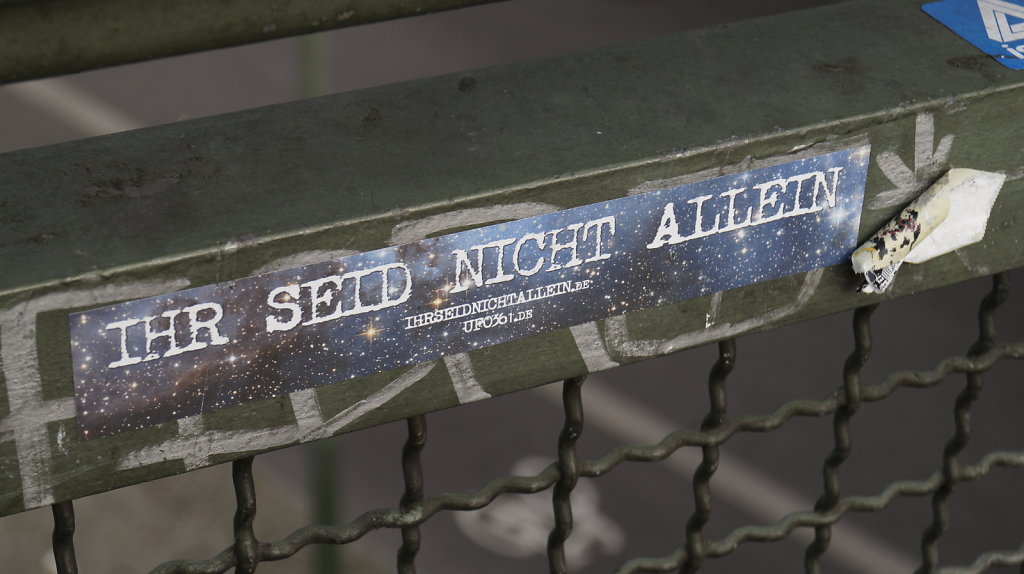 IHR SEID NICHT ALLEIN
IHRSEIDNICHTALLEIN.DE
UFO361.DE